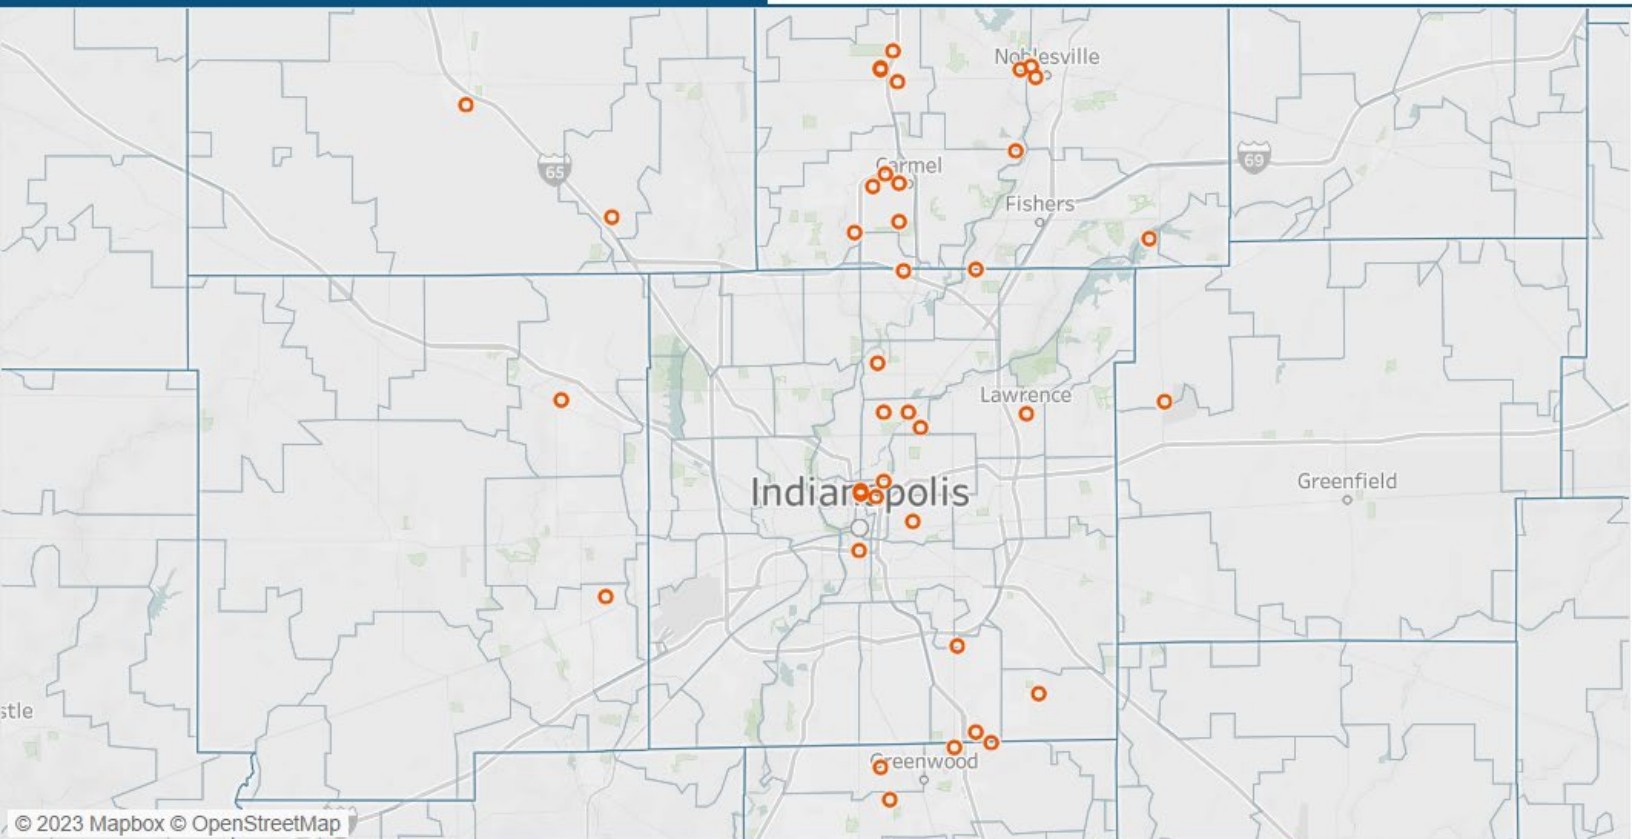 Noblesville
65
Carmel
69
Fishers
Lawrence
Indianapolis
Greenfield
stle
Greenwood
© 2023 Mapbox © OpenStreetMap